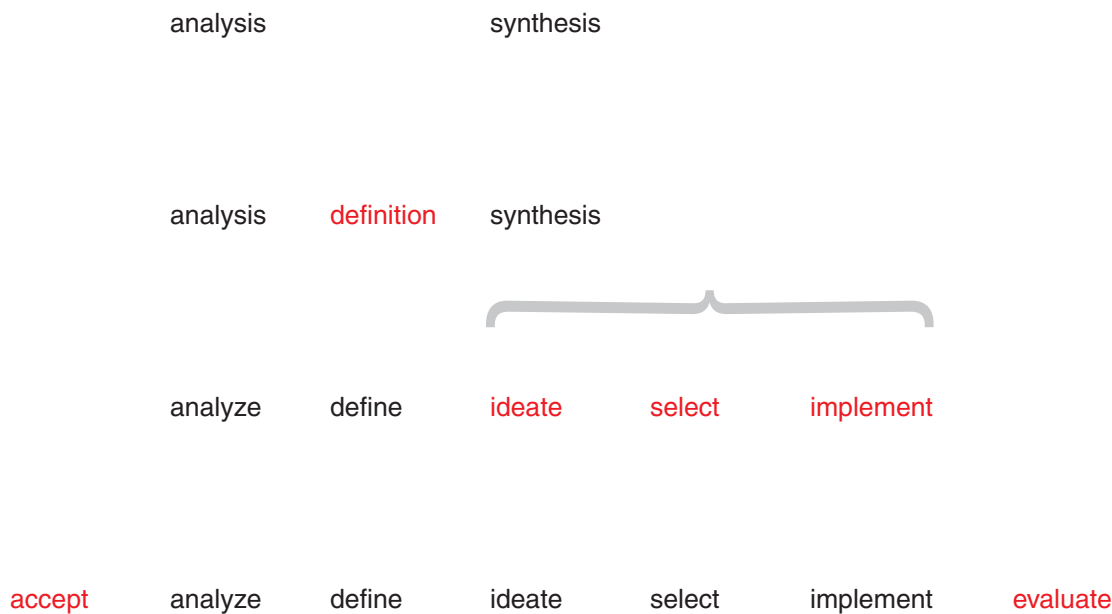 analysis synthesis
analysis definition synthesis
analyze define ideate select implement
accept analyze define ideate select implement evaluate